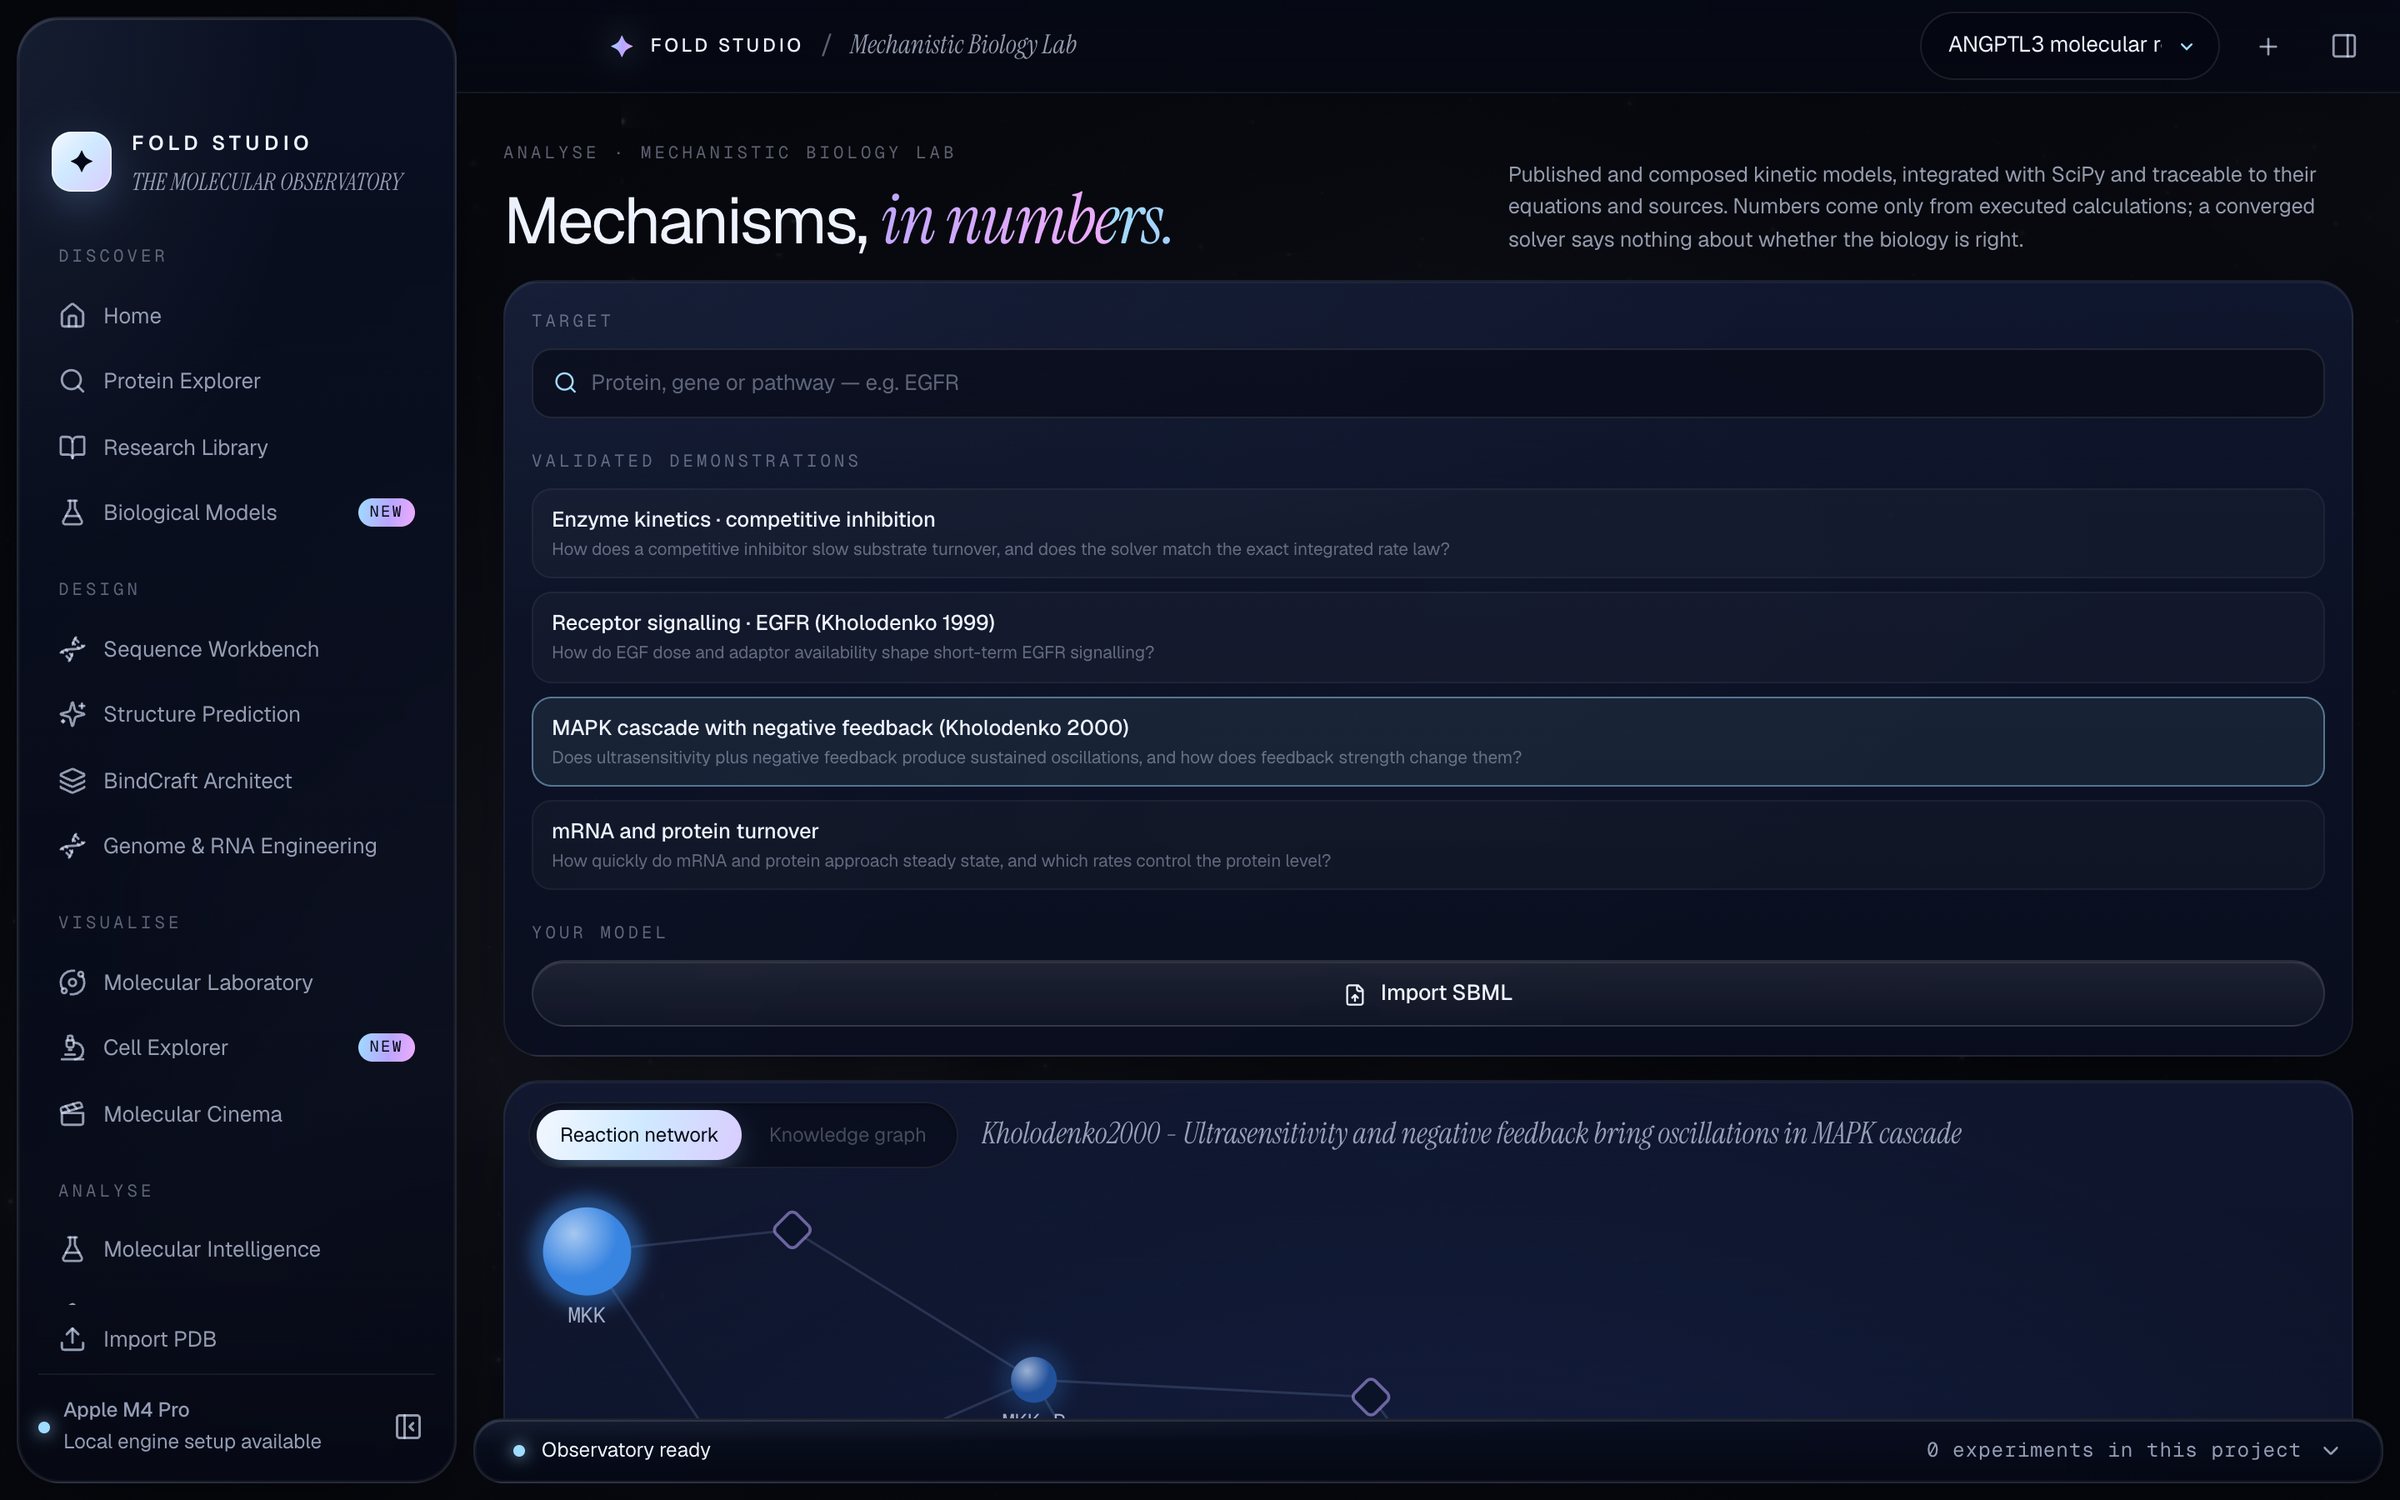 FOLD STUDIO
THE MOLECULAR OBSERVATORY
DISCOVER
Home
Protein Explorer
Research Library
Biological Models NEW
DESIGN
Sequence Workbench
Structure Prediction
BindCraft Architect
Genome & RNA Engineering
VISUALISE
Molecular Laboratory
Cell Explorer NEW
Molecular Cinema
ANALYSE
Molecular Intelligence
Import PDB
Apple M4 Pro
Local engine setup available
FOLD STUDIO / Mechanistic Biology Lab
ANGPTL3 molecular
ANALYSE · MECHANISTIC BIOLOGY LAB
Mechanisms, in numbers.
Published and composed kinetic models, integrated with SciPy and traceable to their
equations and sources. Numbers come only from executed calculations; a converged
solver says nothing about whether the biology is right.
TARGET
Protein, gene or pathway — e.g. EGFR
VALIDATED DEMONSTRATIONS
Enzyme kinetics · competitive inhibition
How does a competitive inhibitor slow substrate turnover, and does the solver match the exact integrated rate law?
Receptor signalling · EGFR (Kholodenko 1999)
How do EGF dose and adaptor availability shape short-term EGFR signalling?
MAPK cascade with negative feedback (Kholodenko 2000)
Does ultrasensitivity plus negative feedback produce sustained oscillations, and how does feedback strength change them?
mRNA and protein turnover
How quickly do mRNA and protein approach steady state, and which rates control the protein level?
YOUR MODEL
Import SBML
Reaction network
Knowledge graph
Kholodenko2000 - Ultrasensitivity and negative feedback bring oscillations in MAPK cascade
MKK
Observatory ready
0 experiments in this project